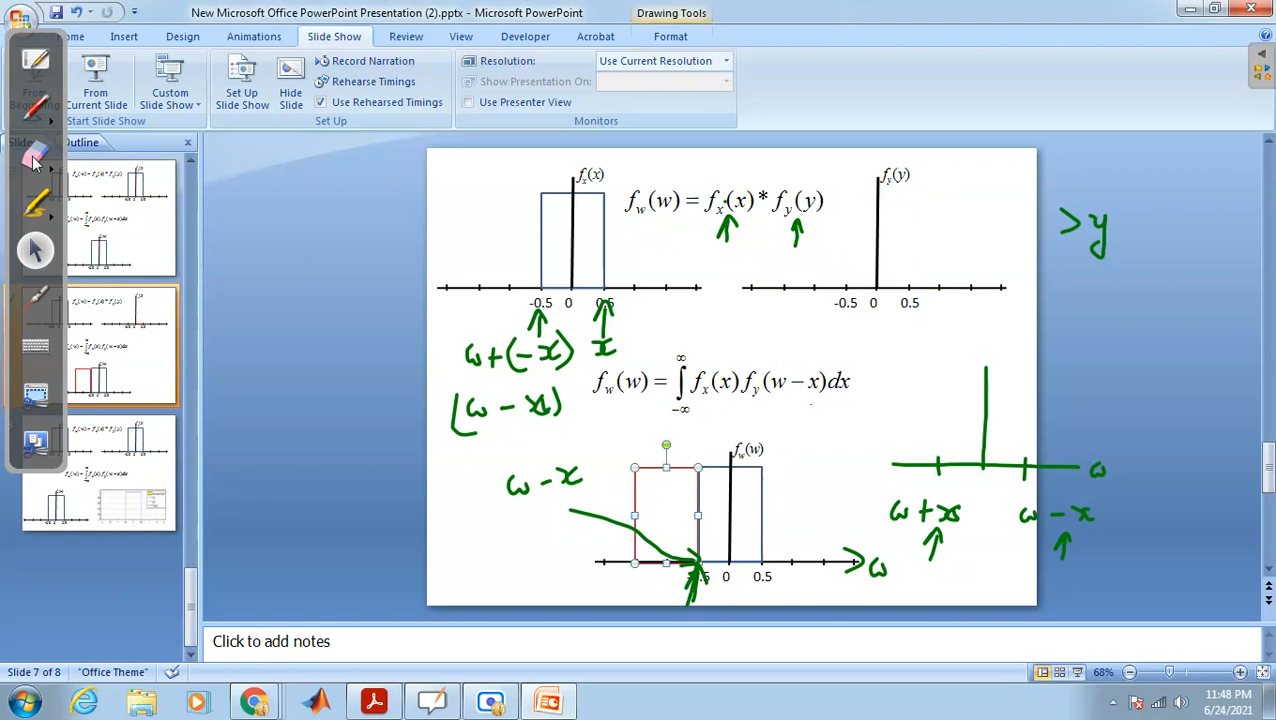 New Microsoft Office PowerPoint Presentation (2).pptx - Microsoft PowerPoint
Drawing Tools
Home Insert Design Animations Slide Show Review View Developer Acrobat Format
From
Beginning
From
Current Slide
Custom
Slide Show
Set Up
Slide Show
Hide
Slide
Record Narration
Rehearse Timings
Use Rehearsed Timings
Resolution: Use Current Resolution
Show Presentation On:
Use Presenter View
Start Slide Show
Set Up
Monitors
Slides Outline
f_x(x)
f_w(w) = f_x(x) * f_y(y)
f_y(y)
> y
-0.5 0 0.5
-0.5 0 0.5
ω + (-x) x
f_w(w) = ∫_{-∞}^{∞} f_x(x) f_y(w − x)dx
f_w(w)
ω - x
ω
ω - x
-0.5 0 0.5
> ω
Click to add notes
Slide 7 of 8
"Office Theme"
68%
11:48 PM
6/24/2021